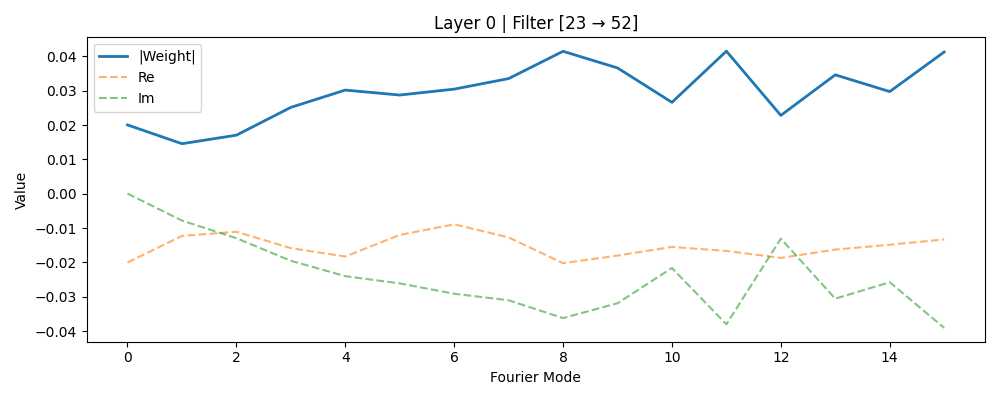 Layer 0 | Filter [23 → 52]
|Weight|
Re
Im
Value
0.04
0.03
0.02
0.01
0.00
−0.01
−0.02
−0.03
−0.04
0 2 4 6 8 10 12 14
Fourier Mode